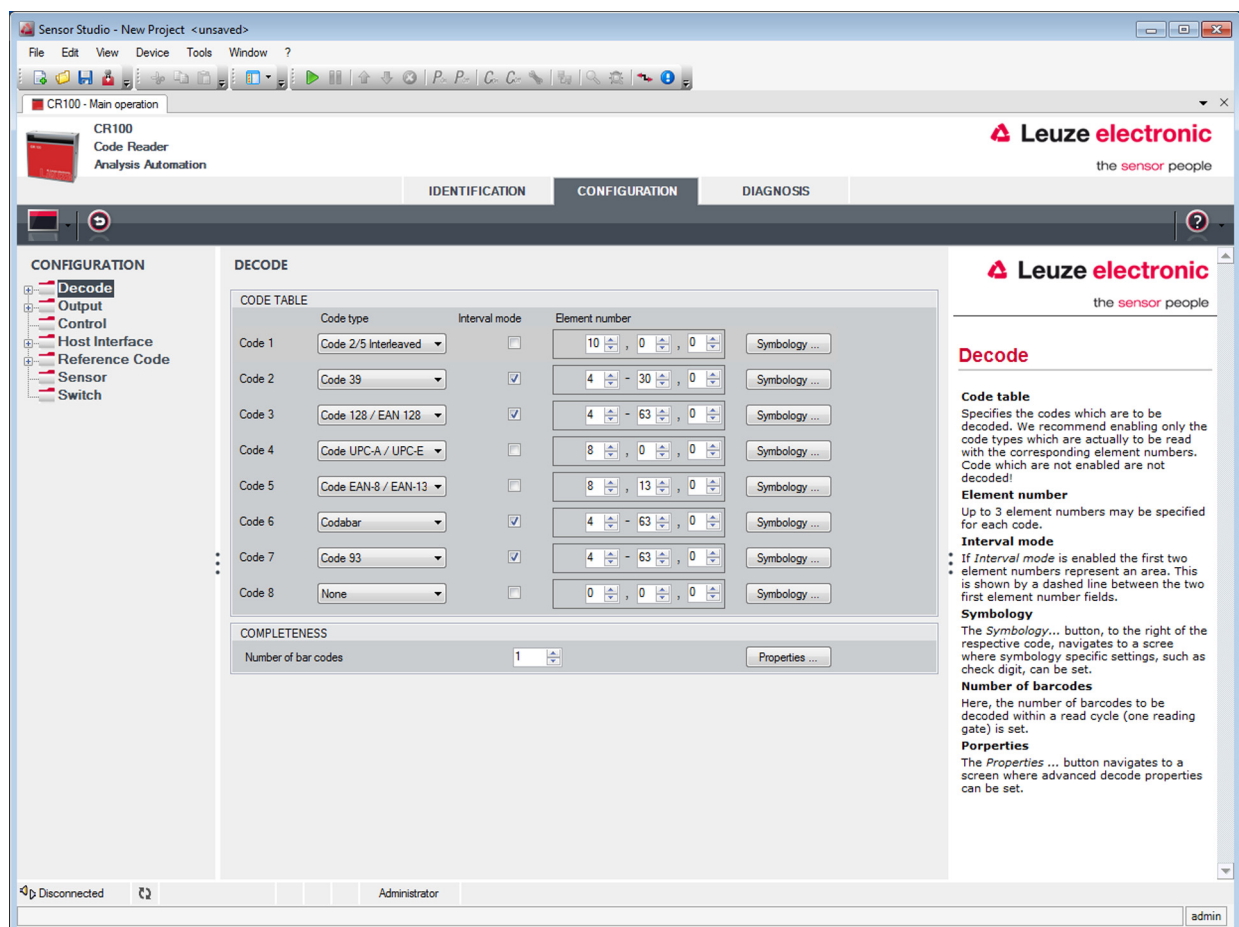 Sensor Studio - New Project <unsaved>
File Edit View Device Tools Window ?
CR100 - Main operation
CR100
Code Reader
Analysis Automation
Leuze electronic
the sensor people
IDENTIFICATION CONFIGURATION DIAGNOSIS
CONFIGURATION
Decode
Output
Control
Host Interface
Reference Code
Sensor
Switch
DECODE
CODE TABLE
Code type Interval mode Element number
Code 1 Code 2/5 Interleaved 10 , 0 , 0 Symbology ...
Code 2 Code 39 4 - 30 , 0 Symbology ...
Code 3 Code 128 / EAN 128 4 - 63 , 0 Symbology ...
Code 4 Code UPC-A / UPC-E 8 , 0 , 0 Symbology ...
Code 5 Code EAN-8 / EAN-13 8 , 13 , 0 Symbology ...
Code 6 Codabar 4 - 63 , 0 Symbology ...
Code 7 Code 93 4 - 63 , 0 Symbology ...
Code 8 None 0 , 0 , 0 Symbology ...
COMPLETENESS
Number of bar codes 1 Properties ...
Leuze electronic
the sensor people
Decode
Code table
Specifies the codes which are to be
decoded. We recommend enabling only the
code types which are actually to be read
with the corresponding element numbers.
Code which are not enabled are not
decoded!
Element number
Up to 3 element numbers may be specified
for each code.
Interval mode
If Interval mode is enabled the first two
element numbers represent an area. This
is shown by a dashed line between the two
first element number fields.
Symbology
The Symbology... button, to the right of the
respective code, navigates to a scree
where symbology specific settings, such as
check digit, can be set.
Number of barcodes
Here, the number of barcodes to be
decoded within a read cycle (one reading
gate) is set.
Porperties
The Properties ... button navigates to a
screen where advanced decode properties
can be set.
Disconnected Administrator
admin